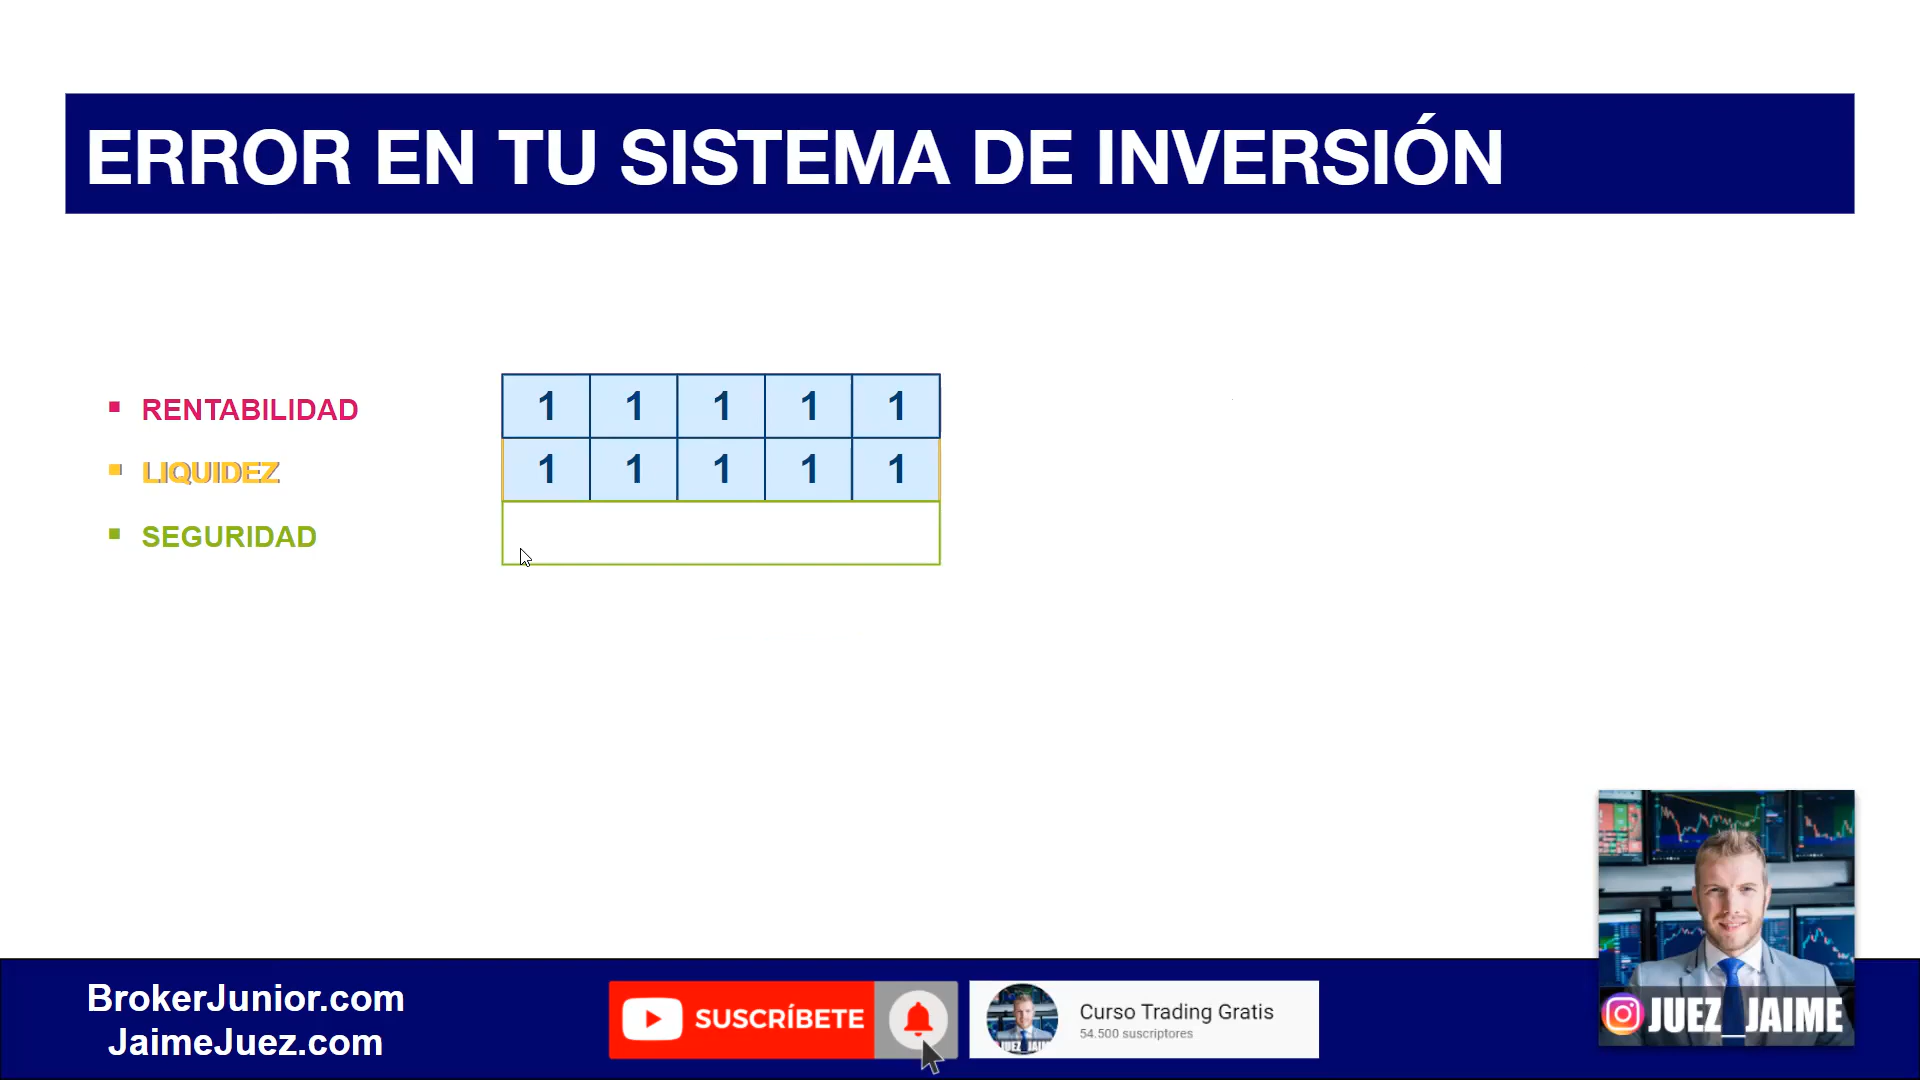 ERROR EN TU SISTEMA DE INVERSIÓN
RENTABILIDAD
1 1 1 1 1
LIQUIDEZ
1 1 1 1 1
SEGURIDAD
BrokerJunior.com
JaimeJuez.com
SUSCRÍBETE
Curso Trading Gratis
54.500 suscriptores
JUEZ_JAIME